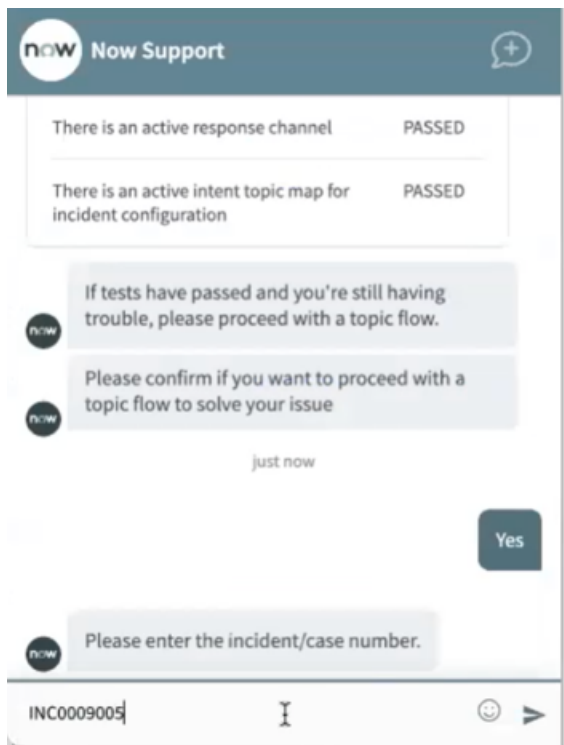 now Now Support
There is an active response channel PASSED
There is an active intent topic map for PASSED
incident configuration
If tests have passed and you're still having
trouble, please proceed with a topic flow.
now
Please confirm if you want to proceed with a
topic flow to solve your issue
now
just now
Yes
Please enter the incident/case number.
now
INC0009005